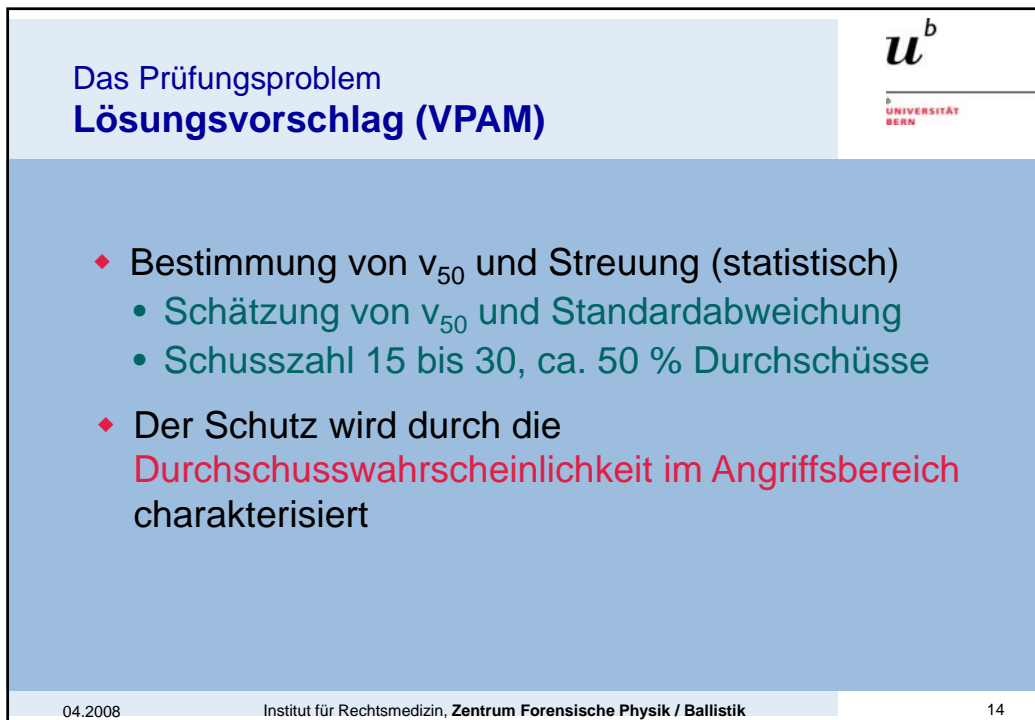 Das Prüfungsproblem
Lösungsvorschlag (VPAM)
u^b
b
UNIVERSITÄT
BERN
◆ Bestimmung von v₅₀ und Streuung (statistisch)
• Schätzung von v₅₀ und Standardabweichung
• Schusszahl 15 bis 30, ca. 50 % Durchschüsse
◆ Der Schutz wird durch die
Durchschusswahrscheinlichkeit im Angriffsbereich
charakterisiert
04.2008 Institut für Rechtsmedizin, Zentrum Forensische Physik / Ballistik 14